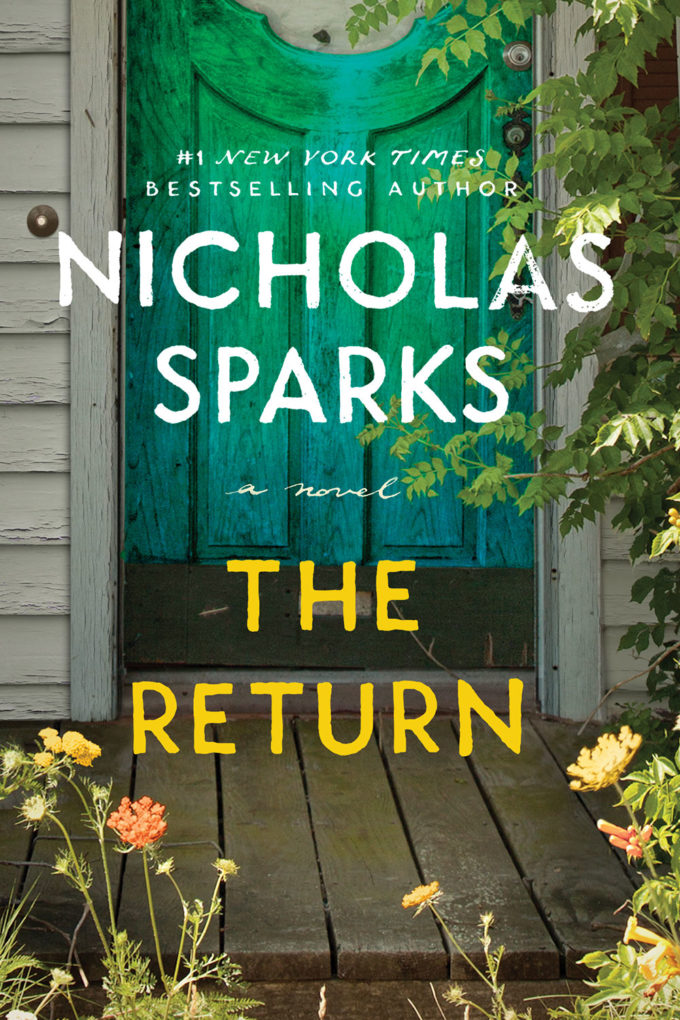 #1 NEW YORK TIMES
BESTSELLING AUTHOR
NICHOLAS
SPARKS
a novel
THE
RETURN